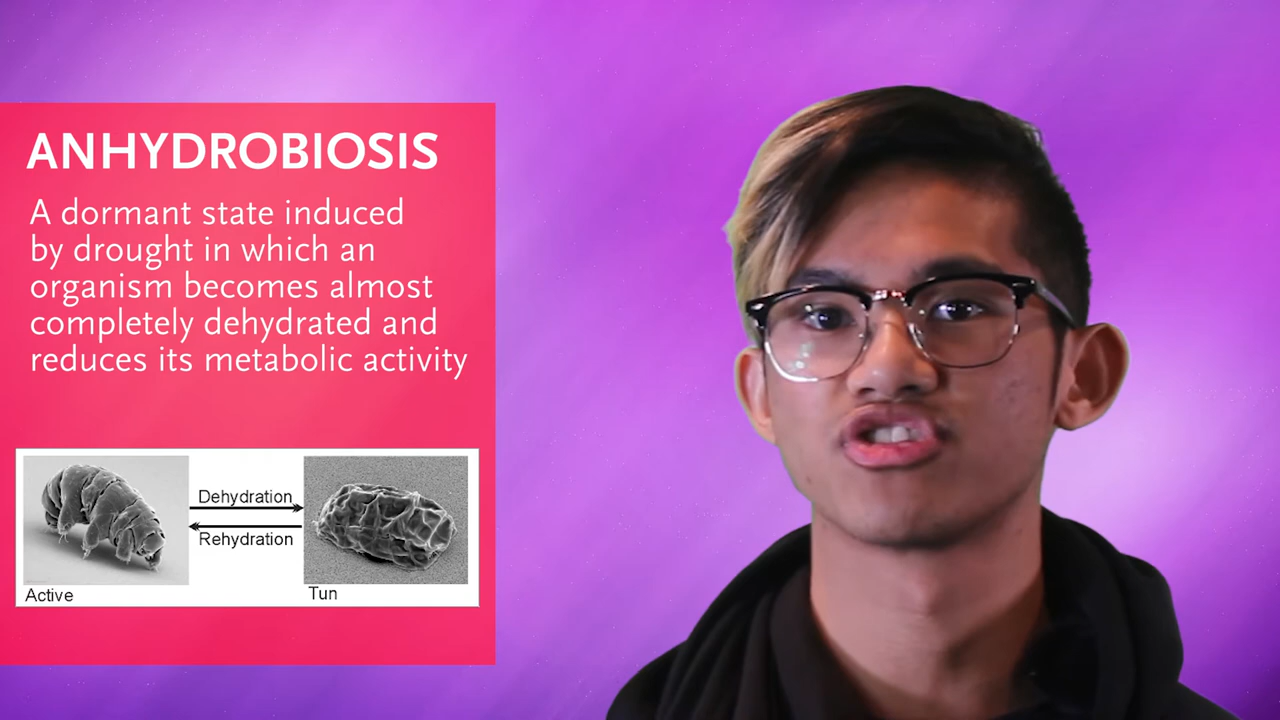 ANHYDROBIOSIS
A dormant state induced
by drought in which an
organism becomes almost
completely dehydrated and
reduces its metabolic activity
Dehydration
Rehydration
Active
Tun